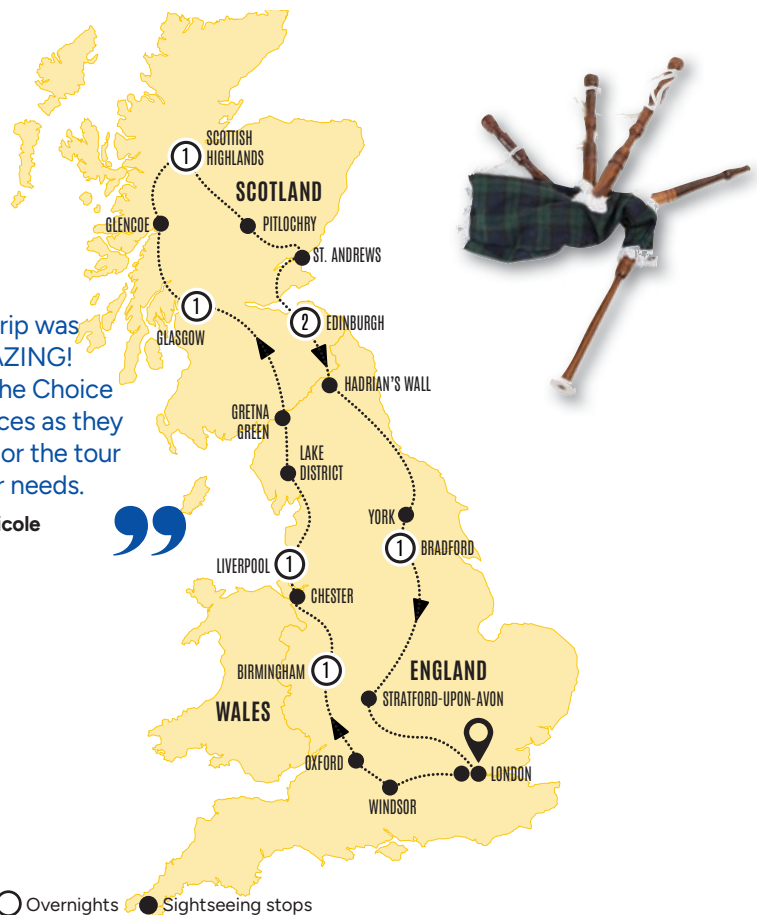 1
SCOTTISH
HIGHLANDS
SCOTLAND
GLENCOE
PITLOCHRY
ST. ANDREWS
1
GLASGOW
2
EDINBURGH
rip was
ZING!
he Choice
ces as they
or the tour
r needs.
icole
”
HADRIAN'S WALL
GRETNA
GREEN
LAKE
DISTRICT
YORK
1
BRADFORD
LIVERPOOL
1
CHESTER
BIRMINGHAM
1
ENGLAND
STRATFORD-UPON-AVON
WALES
OXFORD
LONDON
WINDSOR
Overnights
Sightseeing stops